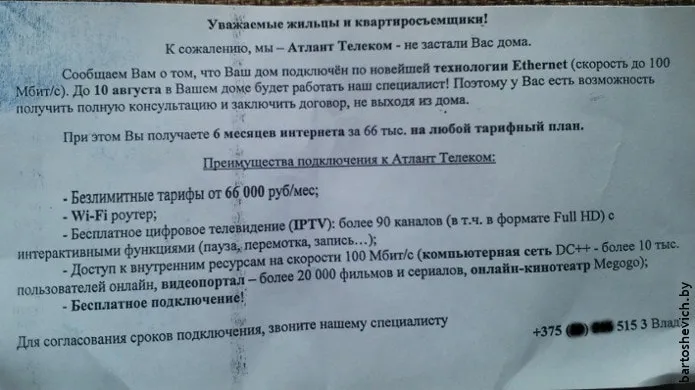 Уважаемые жильцы и квартиросъемщики!
К сожалению, мы – Атлант Телеком - не застали Вас дома.
Сообщаем Вам о том, что Ваш дом подключён по новейшей технологии Ethernet (скорость до 100
Мбит/с). До 10 августа в Вашем доме будет работать наш специалист! Поэтому у Вас есть возможность
получить полную консультацию и заключить договор, не выходя из дома.
При этом Вы получаете 6 месяцев интернета за 66 тыс. на любой тарифный план.
Преимущества подключения к Атлант Телеком:
- Безлимитные тарифы от 66 000 руб/мес;
- Wi-Fi роутер;
- Бесплатное цифровое телевидение (IPTV): более 90 каналов (в т.ч. в формате Full HD) с
интерактивными функциями (пауза, перемотка, запись…);
- Доступ к внутренним ресурсам на скорости 100 Мбит/с (компьютерная сеть DC++ - более 10 тыс.
пользователей онлайн, видеопортал – более 20 000 фильмов и сериалов, онлайн-кинотеатр Megogo);
- Бесплатное подключение!
Для согласования сроков подключения, звоните нашему специалисту
+375 ( ) 515 3 Влад
bartoshevich.by